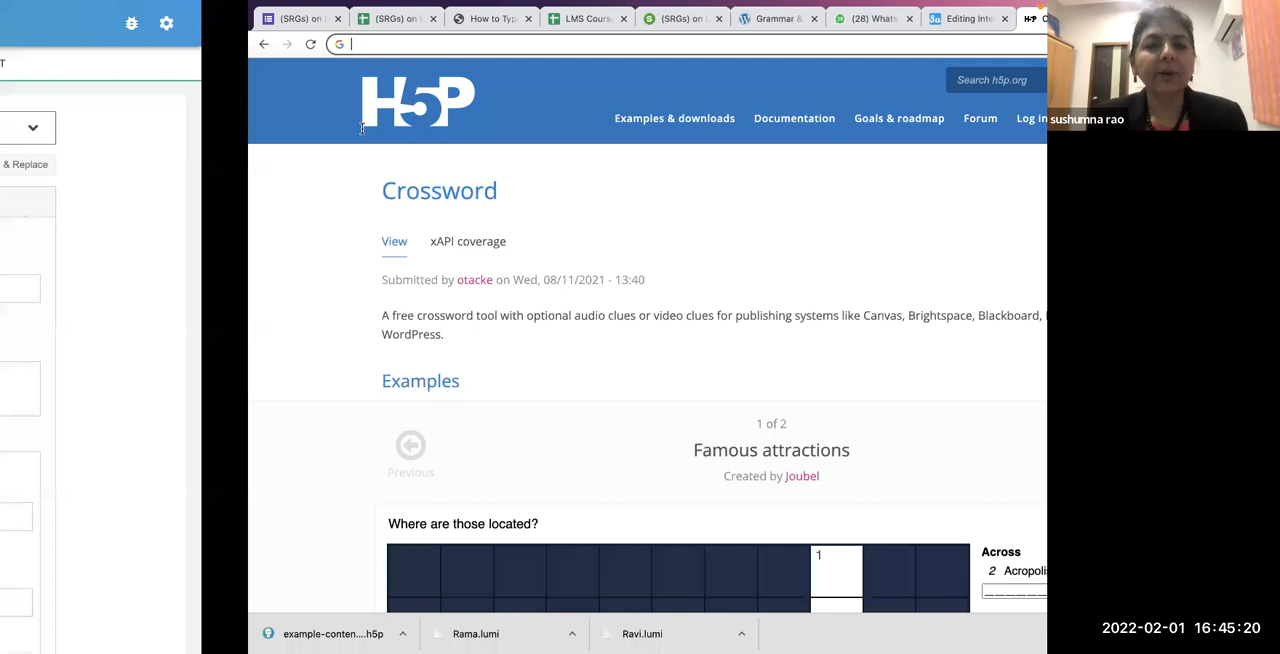 (SRGs) on
(SRGs) on
How to Typ
LMS Cours
(SRGs) on
Grammar &
(28) Whats
Editing Inte
H5P
T
G
H5P
Search h5p.org
Examples & downloads Documentation Goals & roadmap Forum Log in
sushumna rao
& Replace
Crossword
View xAPI coverage
Submitted by otacke on Wed, 08/11/2021 - 13:40
A free crossword tool with optional audio clues or video clues for publishing systems like Canvas, Brightspace, Blackboard,
WordPress.
Examples
1 of 2
Famous attractions
Previous
Created by Joubel
Where are those located?
1
Across
2 Acropoli
example-conten....h5p
Rama.lumi
Ravi.lumi
2022-02-01 16:45:20